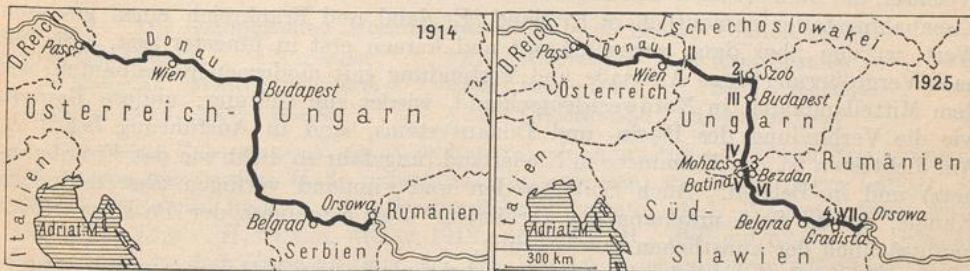 1914
D. Reich
Pass.
Donau
Wien
Budapest
Österreich-Ungarn
Italien
Adriat.M.
Belgrad
Orsowa
Rumänien
Serbien
1925
D. Reich
Tschechoslowakei
Pass.
Donau
I
II
Wien
1
2
Szob
Österreich
III
Budapest
Ungarn
Rumänien
IV
Mohács
3
Bezdan
Batina
V
VI
Italien
Adriat.M.
Süd-
Slawien
Belgrad
4
VII
Orsowa
Gradista
300 km